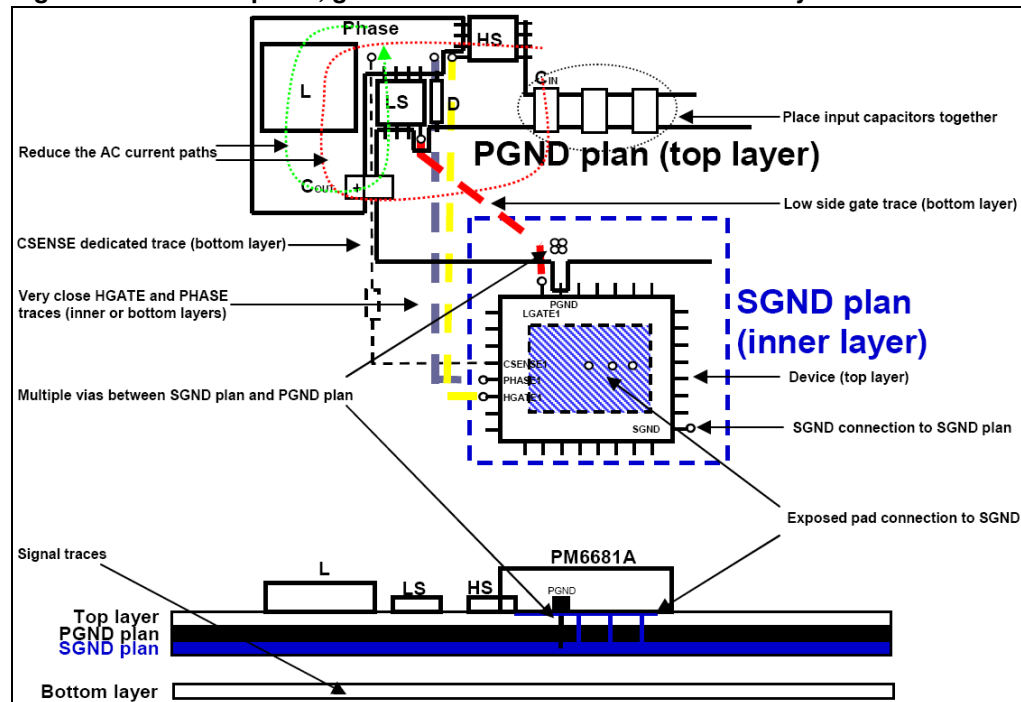 Phase
HS
L
LS
D
CIN
Place input capacitors together
PGND plan (top layer)
Reduce the AC current paths
COUT
+
Low side gate trace (bottom layer)
CSENSE dedicated trace (bottom layer)
Very close HGATE and PHASE
traces (inner or bottom layers)
SGND plan
(inner layer)
PGND
LGATE1
CSENSE1
PHASE1
HGATE1
SGND
Device (top layer)
Multiple vias between SGND plan and PGND plan
SGND connection to SGND plan
Exposed pad connection to SGND
Signal traces
PM6681A
L
LS
HS
PGND
Top layer
PGND plan
SGND plan
Bottom layer